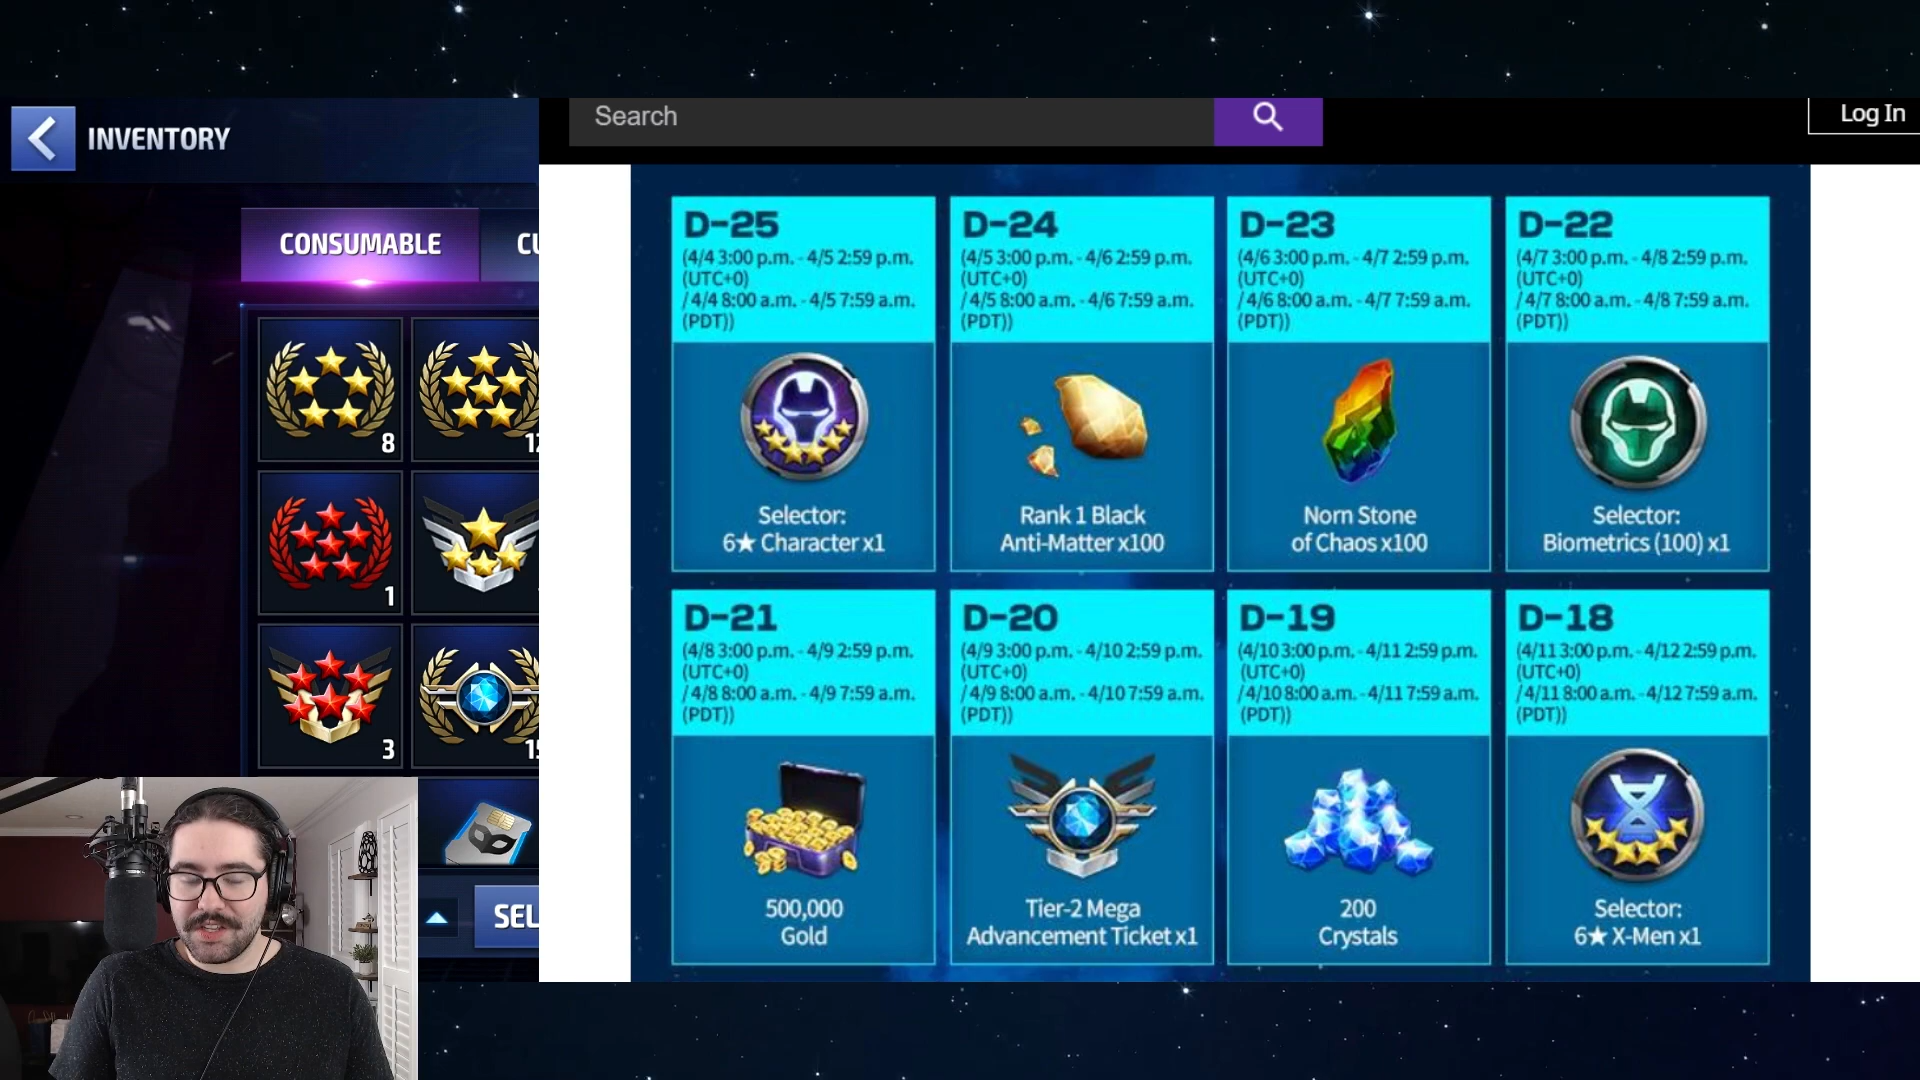 INVENTORY
CONSUMABLE
8
1
3
Search
Log In
D-25
(4/4 3:00 p.m. - 4/5 2:59 p.m.
(UTC+0)
/ 4/4 8:00 a.m. - 4/5 7:59 a.m.
(PDT))
Selector:
6★ Character x1
D-24
(4/5 3:00 p.m. - 4/6 2:59 p.m.
(UTC+0)
/ 4/5 8:00 a.m. - 4/6 7:59 a.m.
(PDT))
Rank 1 Black
Anti-Matter x100
D-23
(4/6 3:00 p.m. - 4/7 2:59 p.m.
(UTC+0)
/ 4/6 8:00 a.m. - 4/7 7:59 a.m.
(PDT))
Norn Stone
of Chaos x100
D-22
(4/7 3:00 p.m. - 4/8 2:59 p.m.
(UTC+0)
/ 4/7 8:00 a.m. - 4/8 7:59 a.m.
(PDT))
Selector:
Biometrics (100) x1
D-21
(4/8 3:00 p.m. - 4/9 2:59 p.m.
(UTC+0)
/ 4/8 8:00 a.m. - 4/9 7:59 a.m.
(PDT))
500,000
Gold
D-20
(4/9 3:00 p.m. - 4/10 2:59 p.m.
(UTC+0)
/ 4/9 8:00 a.m. - 4/10 7:59 a.m.
(PDT))
Tier-2 Mega
Advancement Ticket x1
D-19
(4/10 3:00 p.m. - 4/11 2:59 p.m.
(UTC+0)
/ 4/10 8:00 a.m. - 4/11 7:59 a.m.
(PDT))
200
Crystals
D-18
(4/11 3:00 p.m. - 4/12 2:59 p.m.
(UTC+0)
/ 4/11 8:00 a.m. - 4/12 7:59 a.m.
(PDT))
Selector:
6★ X-Men x1